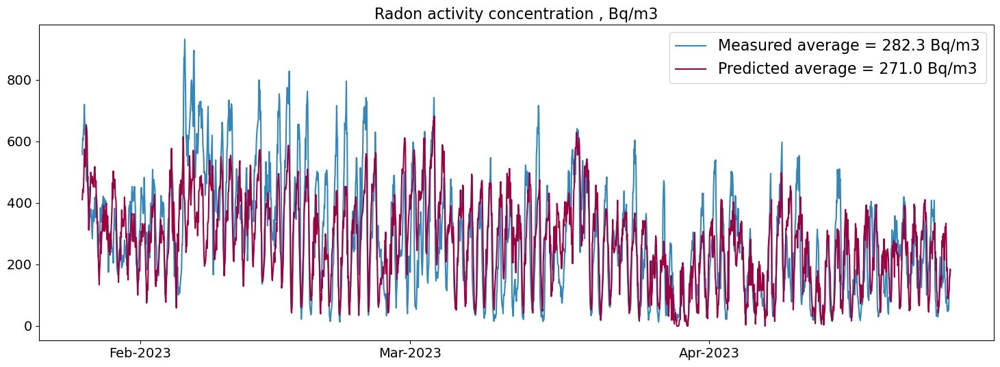 Radon activity concentration , Bq/m3
Measured average = 282.3 Bq/m3
Predicted average = 271.0 Bq/m3
800
600
400
200
0
Feb-2023
Mar-2023
Apr-2023